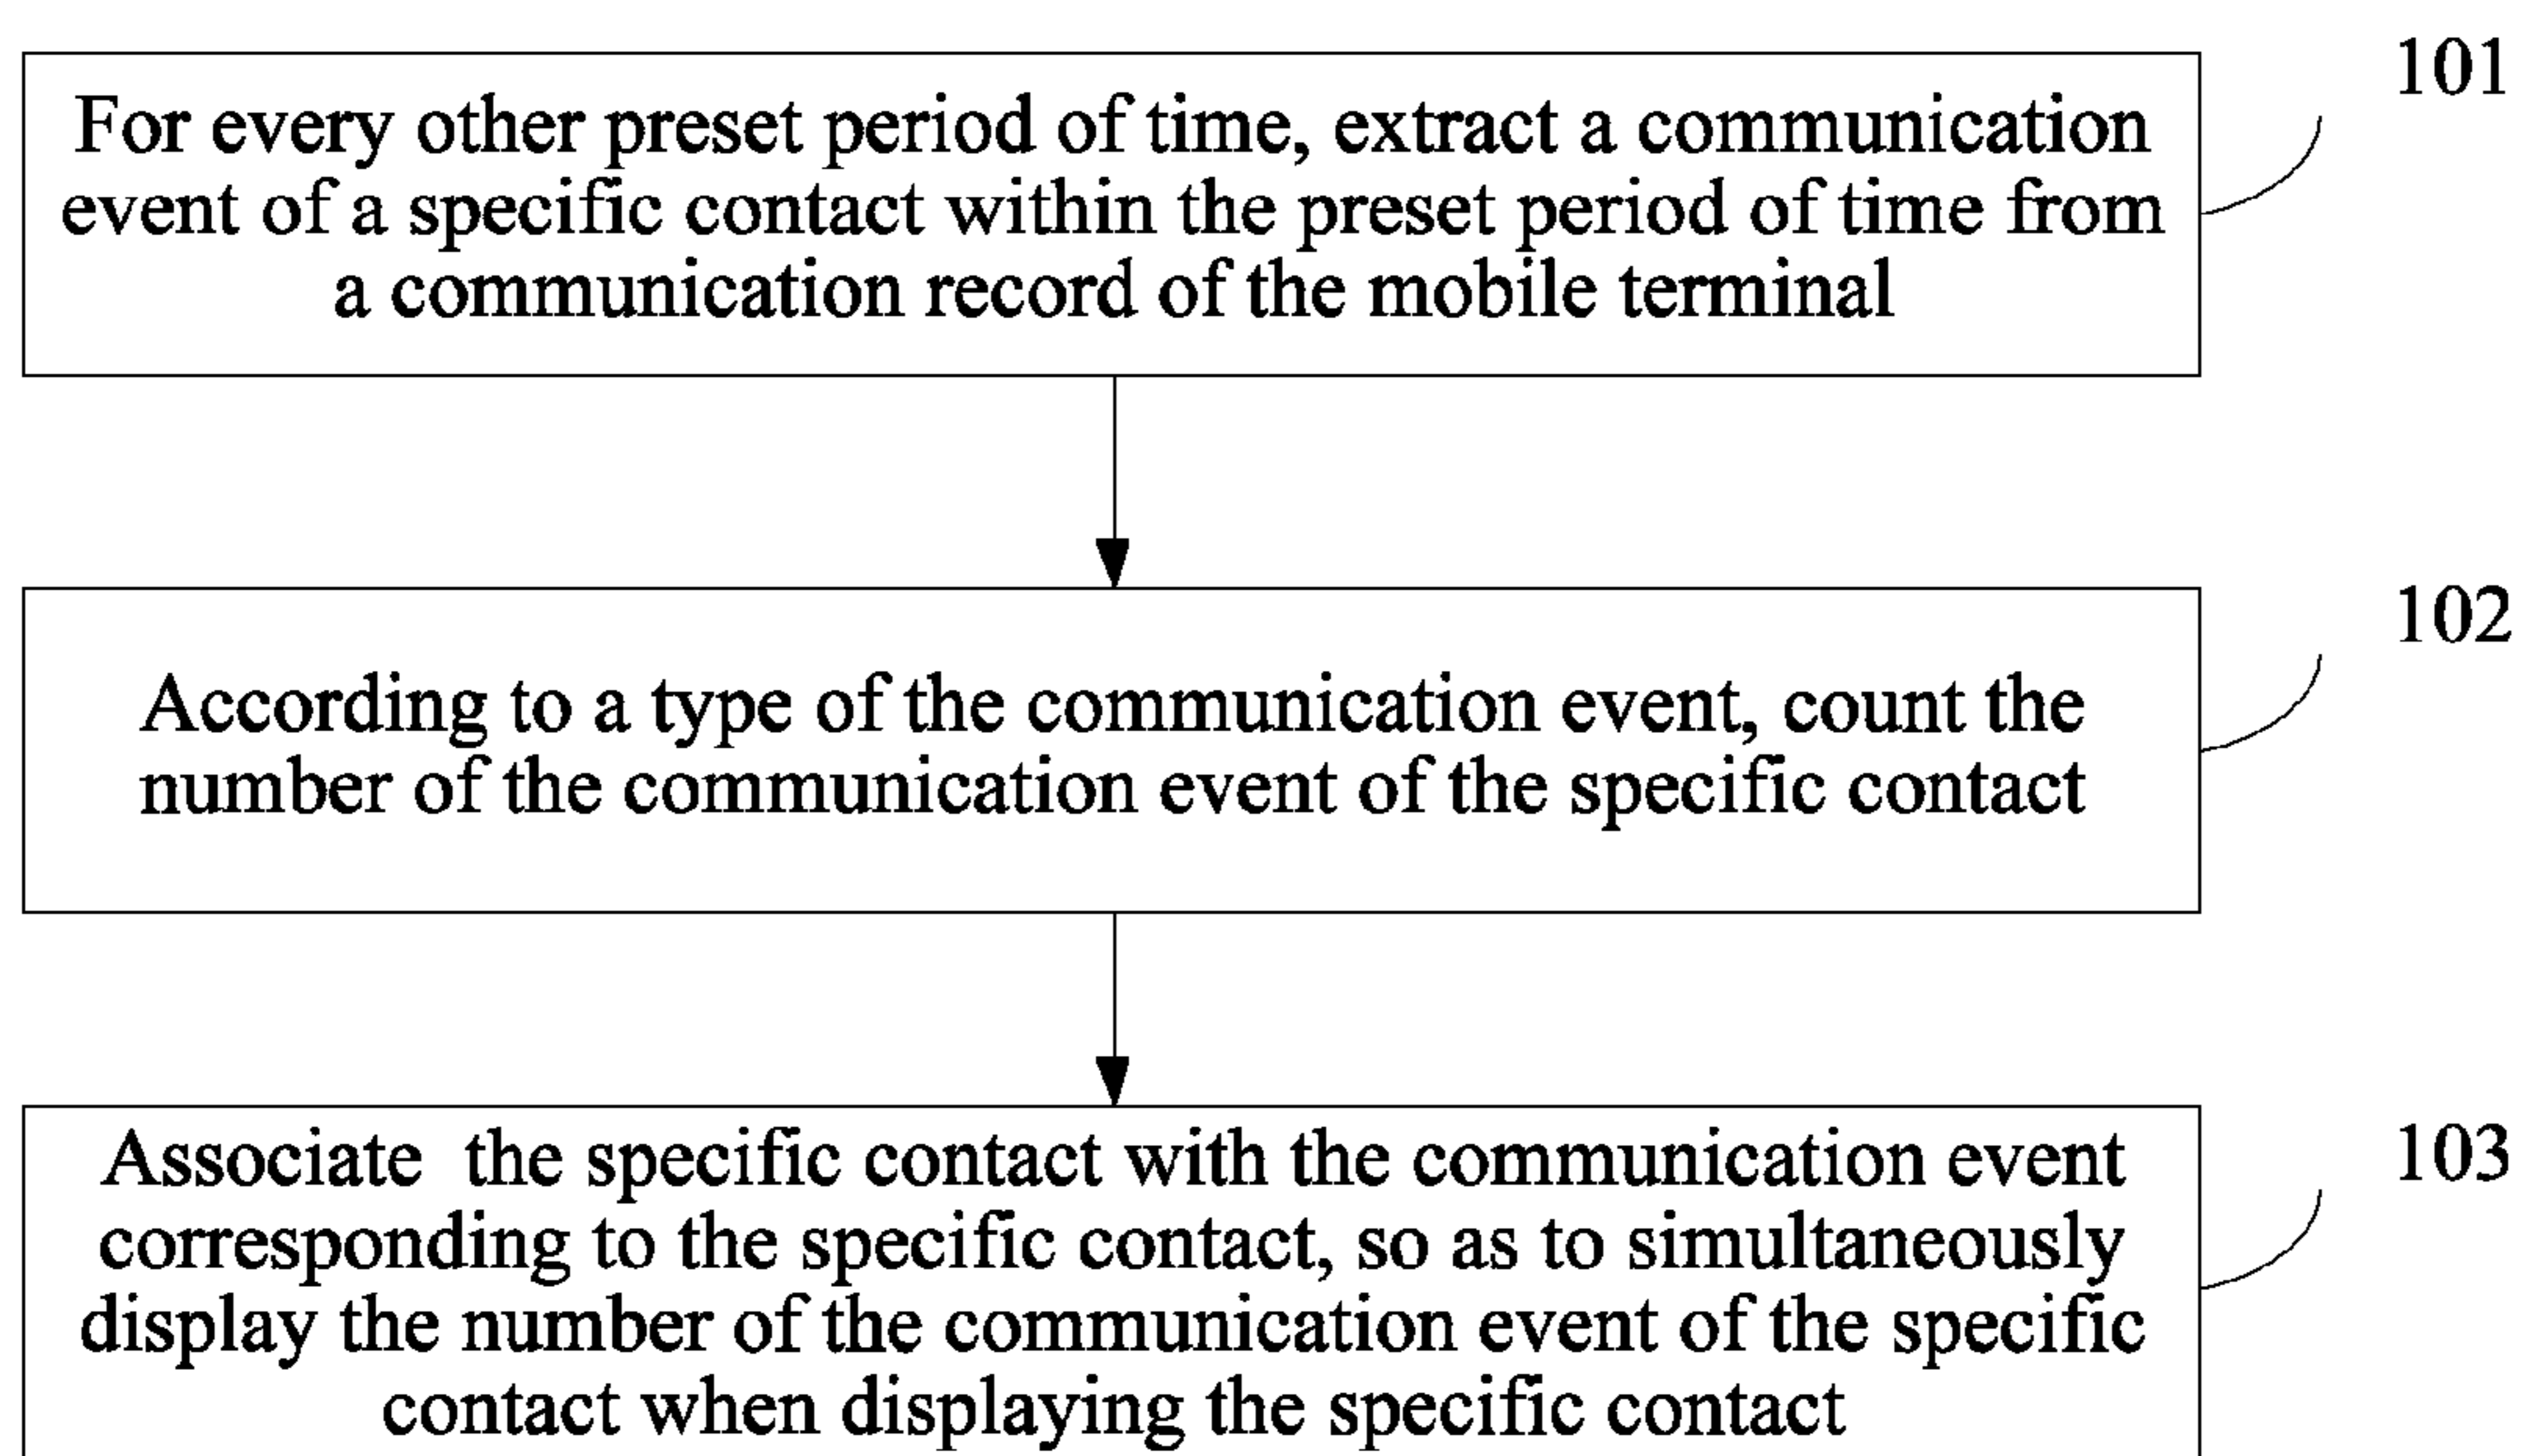 101
For every other preset period of time, extract a communication
event of a specific contact within the preset period of time from
a communication record of the mobile terminal
102
According to a type of the communication event, count the
number of the communication event of the specific contact
103
Associate  the specific contact with the communication event
corresponding to the specific contact, so as to simultaneously
display the number of the communication event of the specific
contact when displaying the specific contact